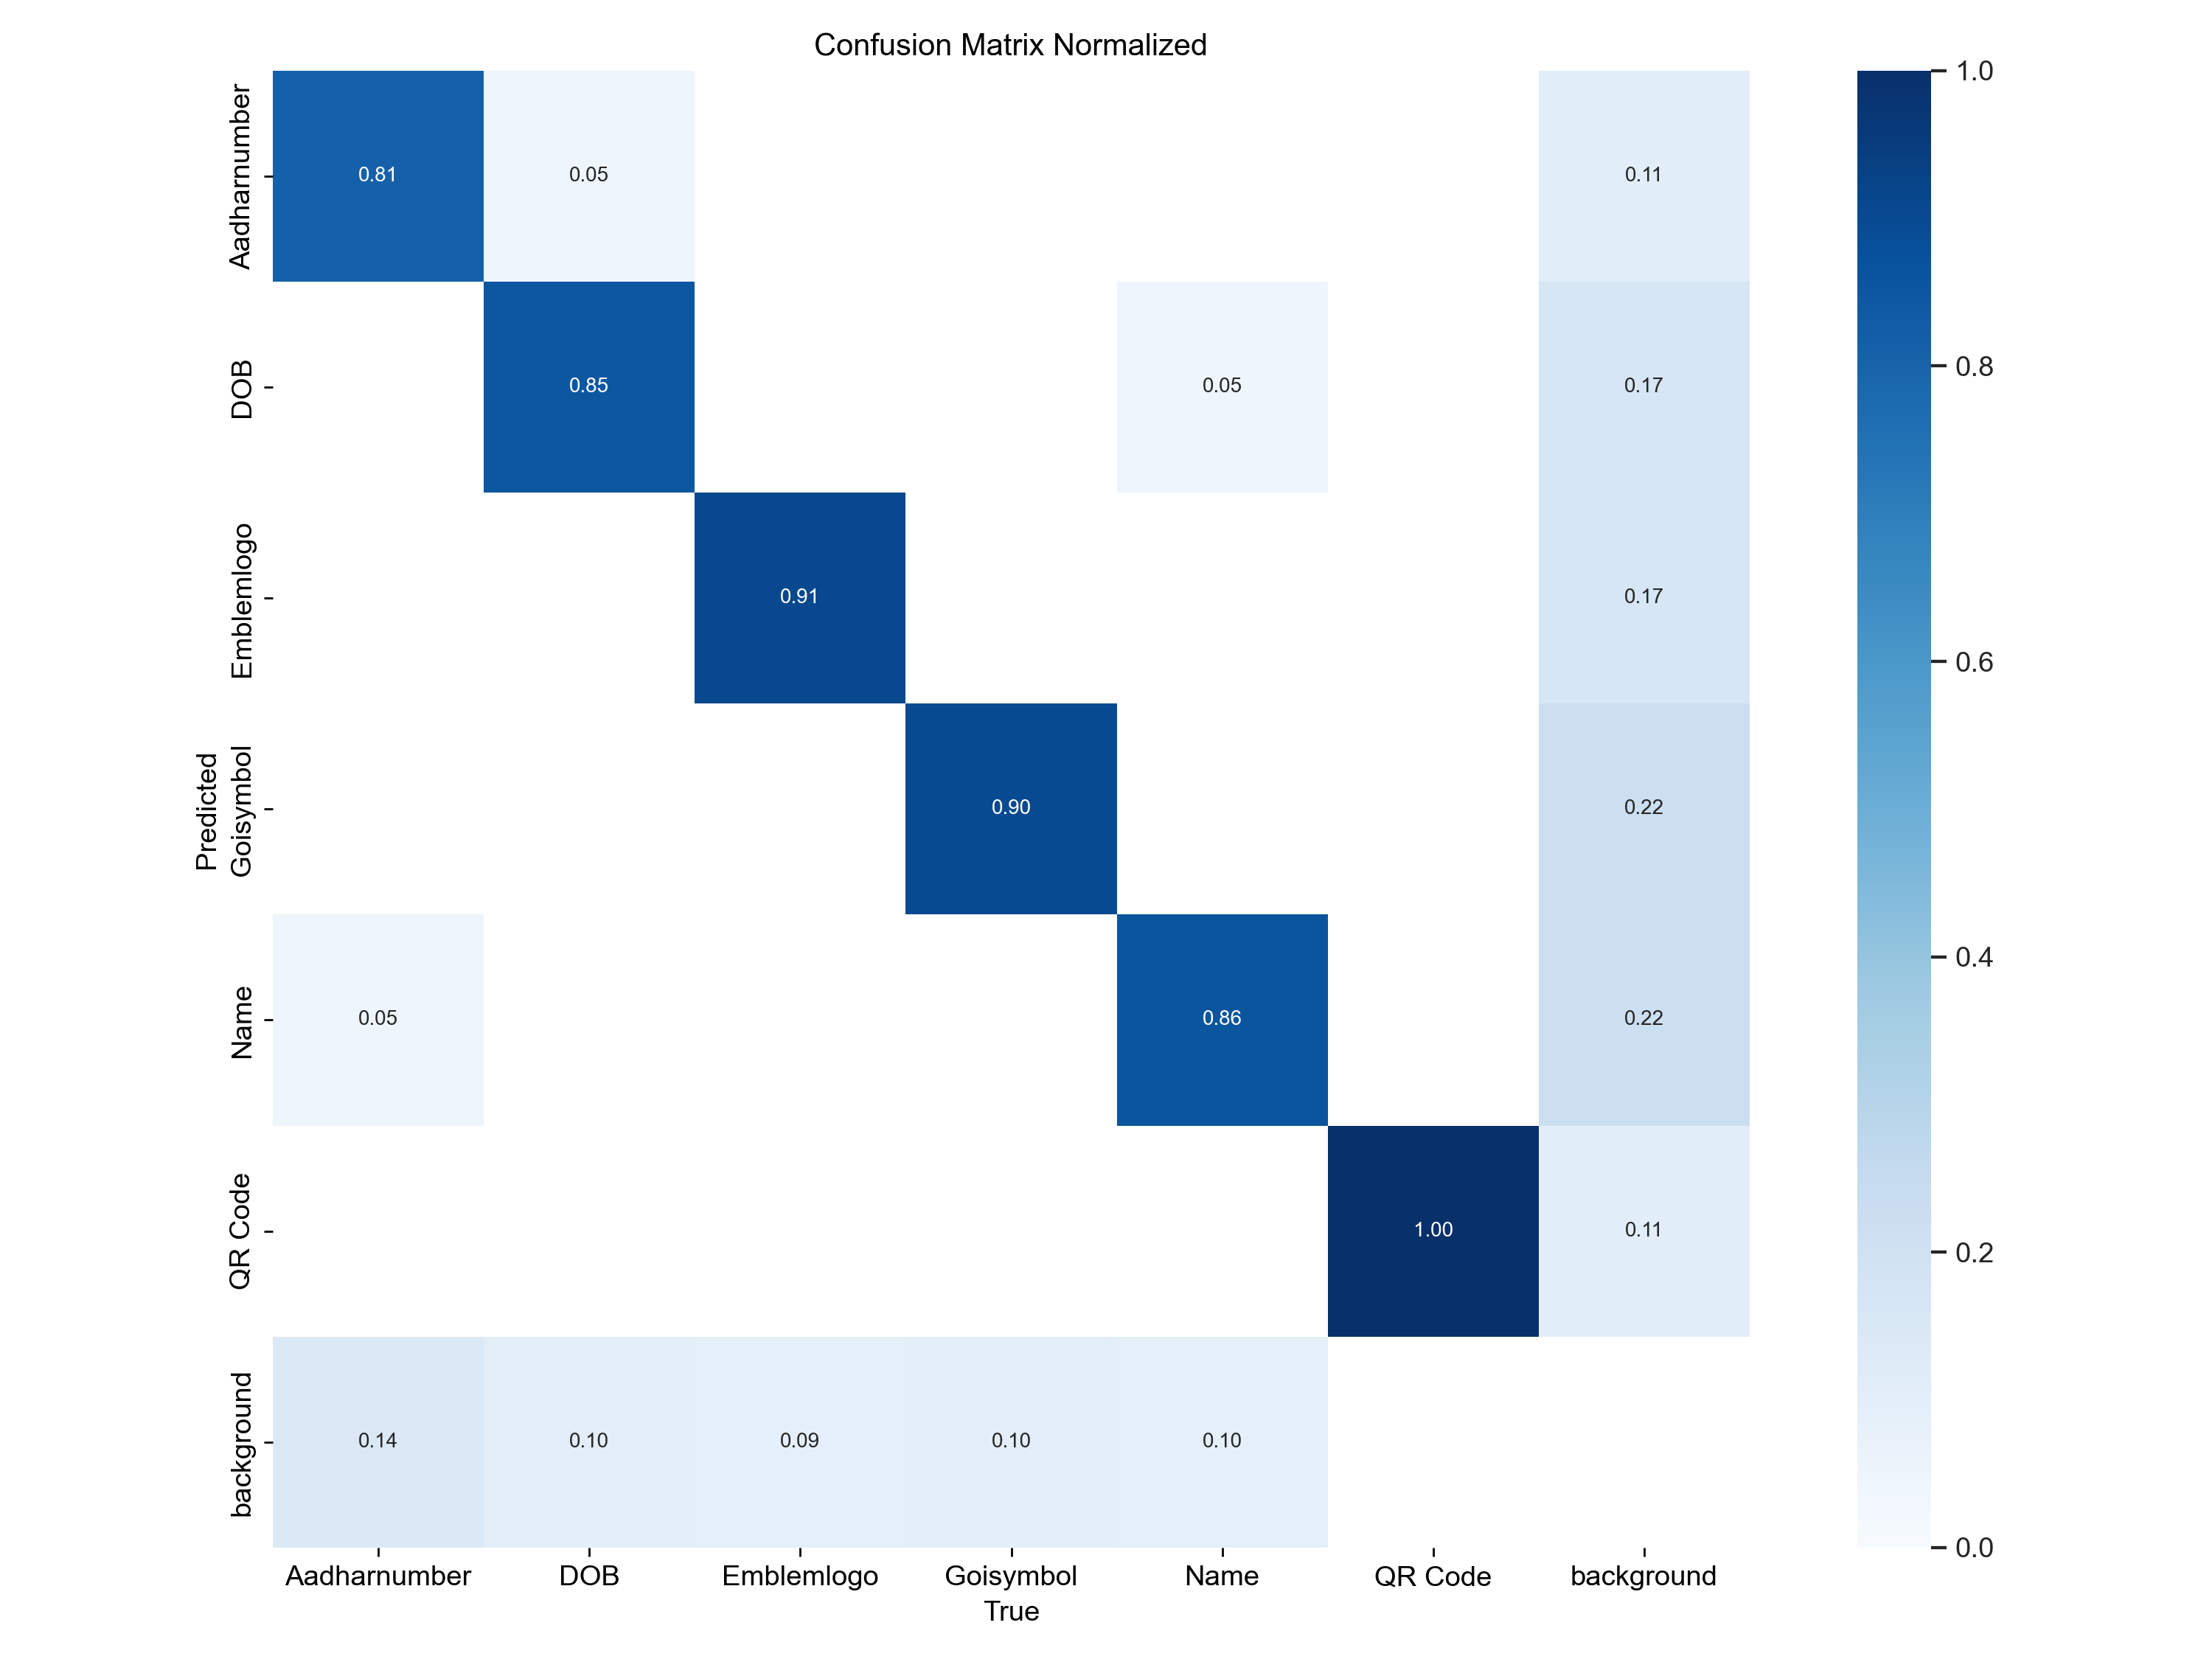 Confusion Matrix Normalized
Aadharnumber 0.81 0.05 0.11 1.0
DOB 0.85 0.05 0.17 0.8
Emblemlogo 0.91 0.17 0.6
Predicted
Goisymbol 0.90 0.22
Name 0.05 0.86 0.22 0.4
QR Code 1.00 0.11 0.2
background 0.14 0.10 0.09 0.10 0.10 0.0
Aadharnumber DOB Emblemlogo Goisymbol Name QR Code background
True